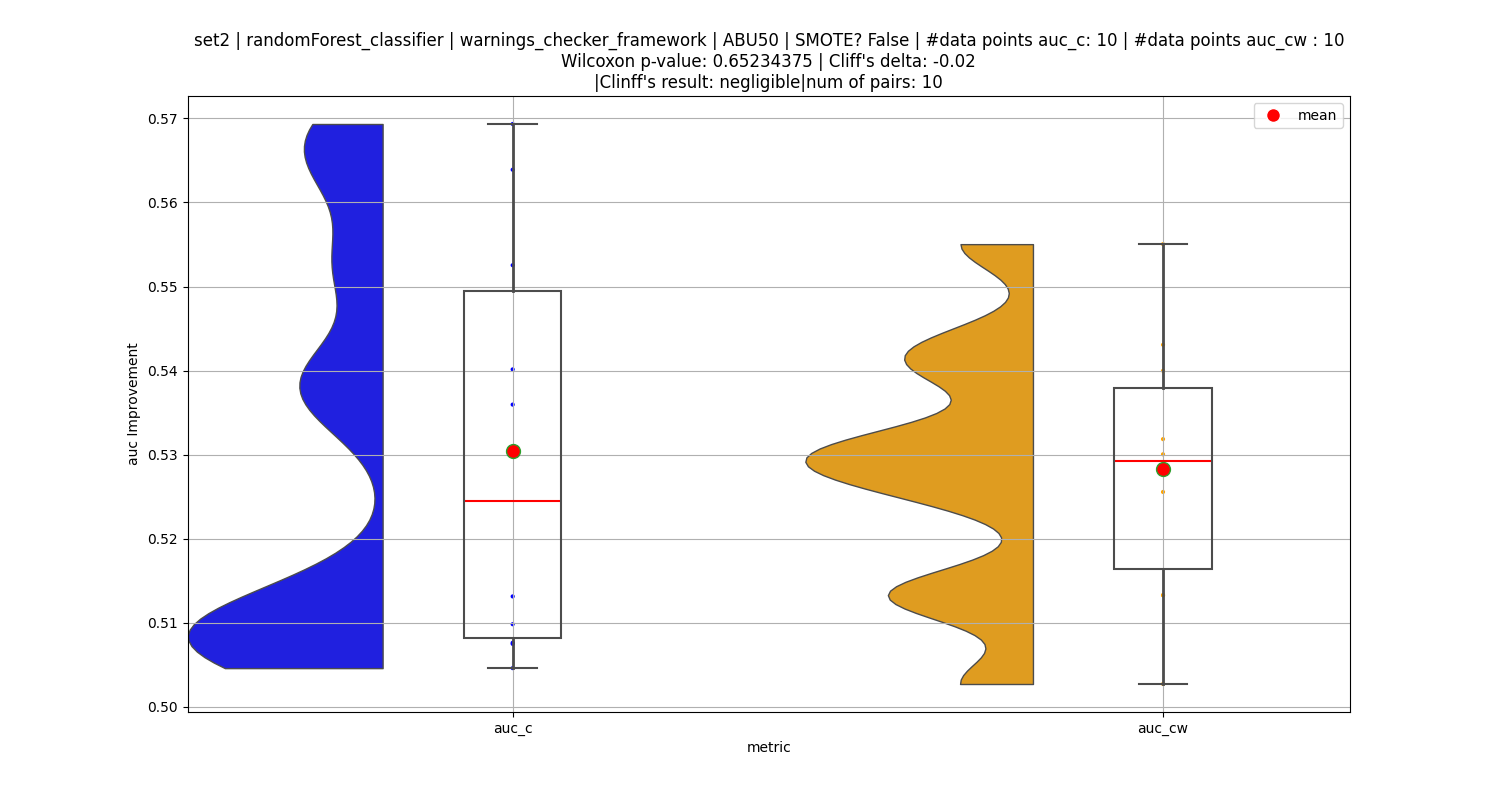 set2 | randomForest_classifier | warnings_checker_framework | ABU50 | SMOTE? False | #data points auc_c: 10 | #data points auc_cw : 10
Wilcoxon p-value: 0.65234375 | Cliff's delta: -0.02
|Clinff's result: negligible|num of pairs: 10
mean
0.57
0.56
0.55
0.54
0.53
0.52
0.51
0.50
auc Improvement
auc_c
auc_cw
metric